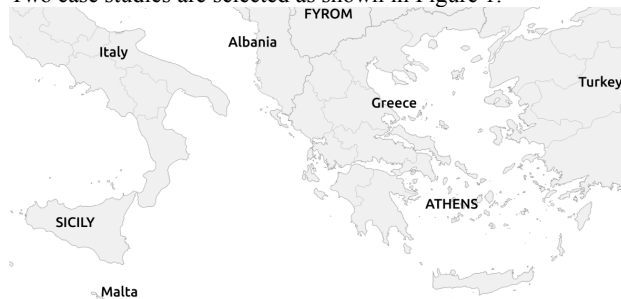 Two case studies are selected as shown in Figure 1.
FYROM
Albania
Italy
Turkey
Greece
ATHENS
SICILY
Malta